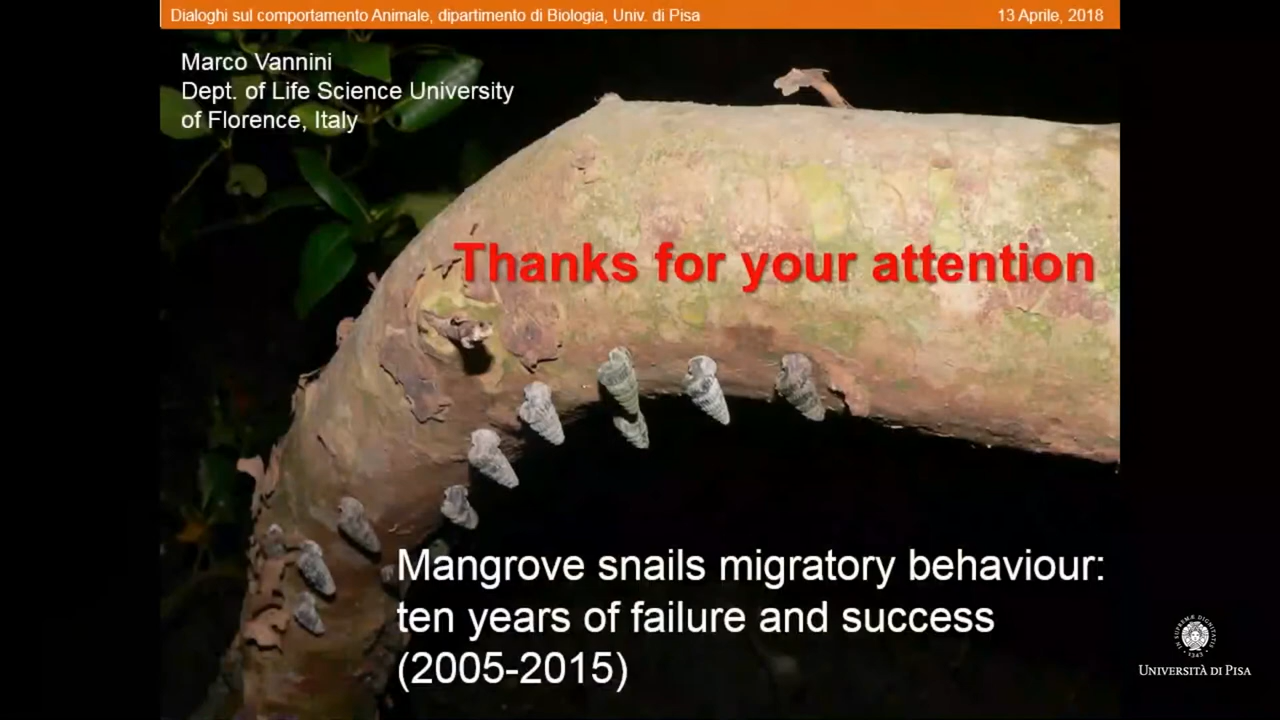 Dialoghi sul comportamento Animale, dipartimento di Biologia, Univ. di Pisa
13 Aprile, 2018
Marco Vannini
Dept. of Life Science University
of Florence, Italy
Thanks for your attention
Mangrove snails migratory behaviour:
ten years of failure and success
(2005-2015)
UNIVERSITÀ DI PISA